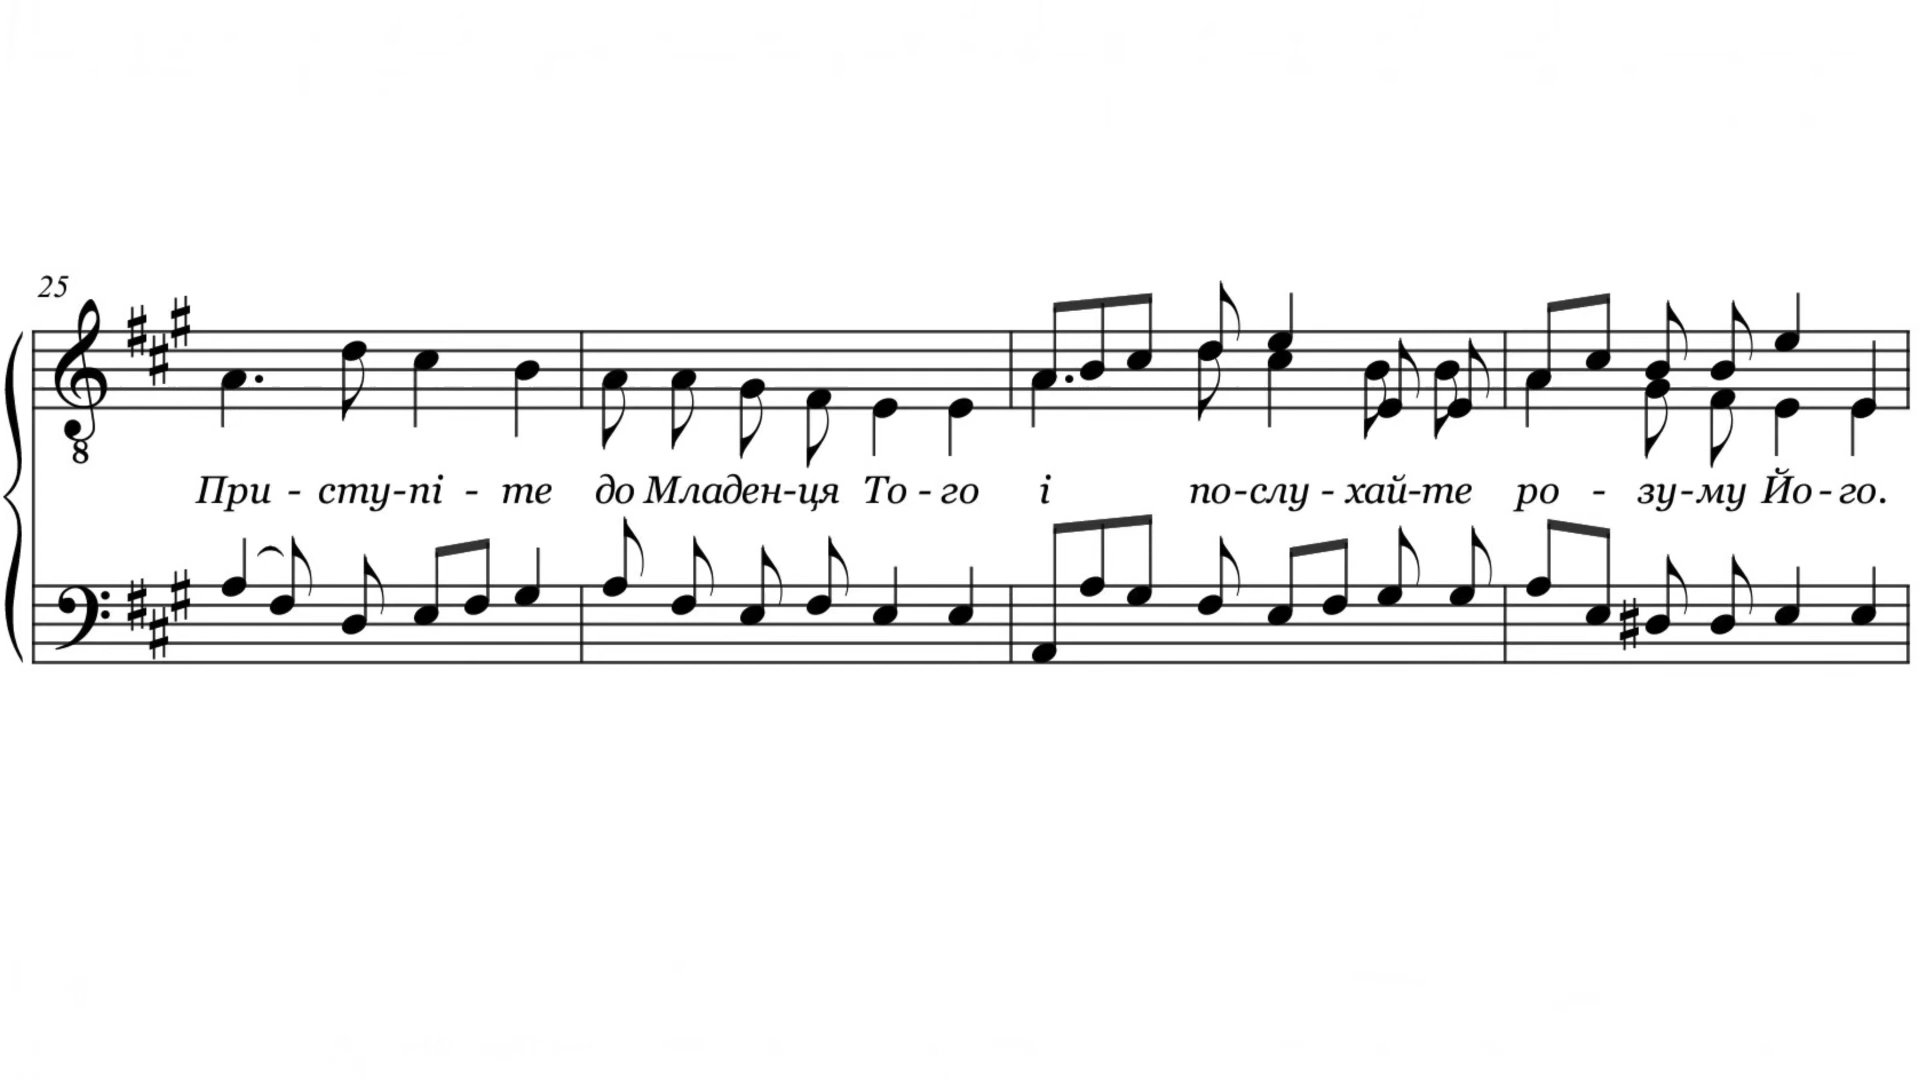 25
8
При - сту-пі - те до Младен-ця То - го і по-слу - хай-те ро - зу-му Йо-го.